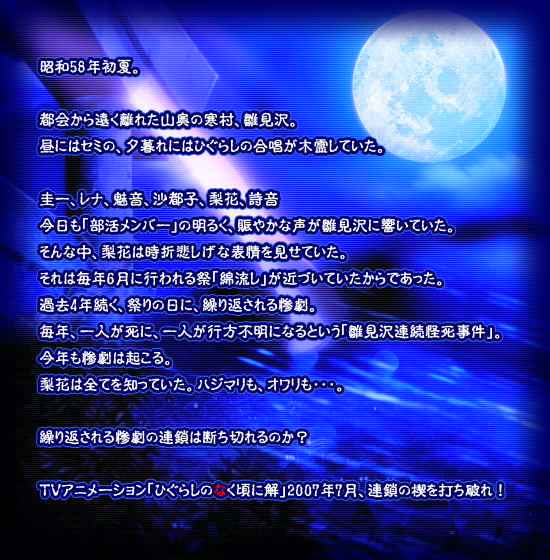 昭和58年初夏。
都会から遠く離れた山奥の寒村、雛見沢。
昼にはセミの、夕暮れにはひぐらしの合唱が木霊していた。
圭一、レナ、魅音、沙都子、梨花、詩音
今日も「部活メンバー」の明るく、賑やかな声が雛見沢に響いていた。
そんな中、梨花は時折悲しげな表情を見せていた。
それは毎年6月に行われる祭「綿流し」が近づいていたからであった。
過去4年続く、祭りの日に、繰り返される惨劇。
毎年、一人が死に、一人が行方不明になるという「雛見沢連続怪死事件」。
今年も惨劇は起こる。
梨花は全てを知っていた。ハジマリも、オワリも・・・。
繰り返される惨劇の連鎖は断ち切れるのか？
TVアニメーション「ひぐらしのなく頃に解」2007年7月、連鎖の楔を打ち破れ！